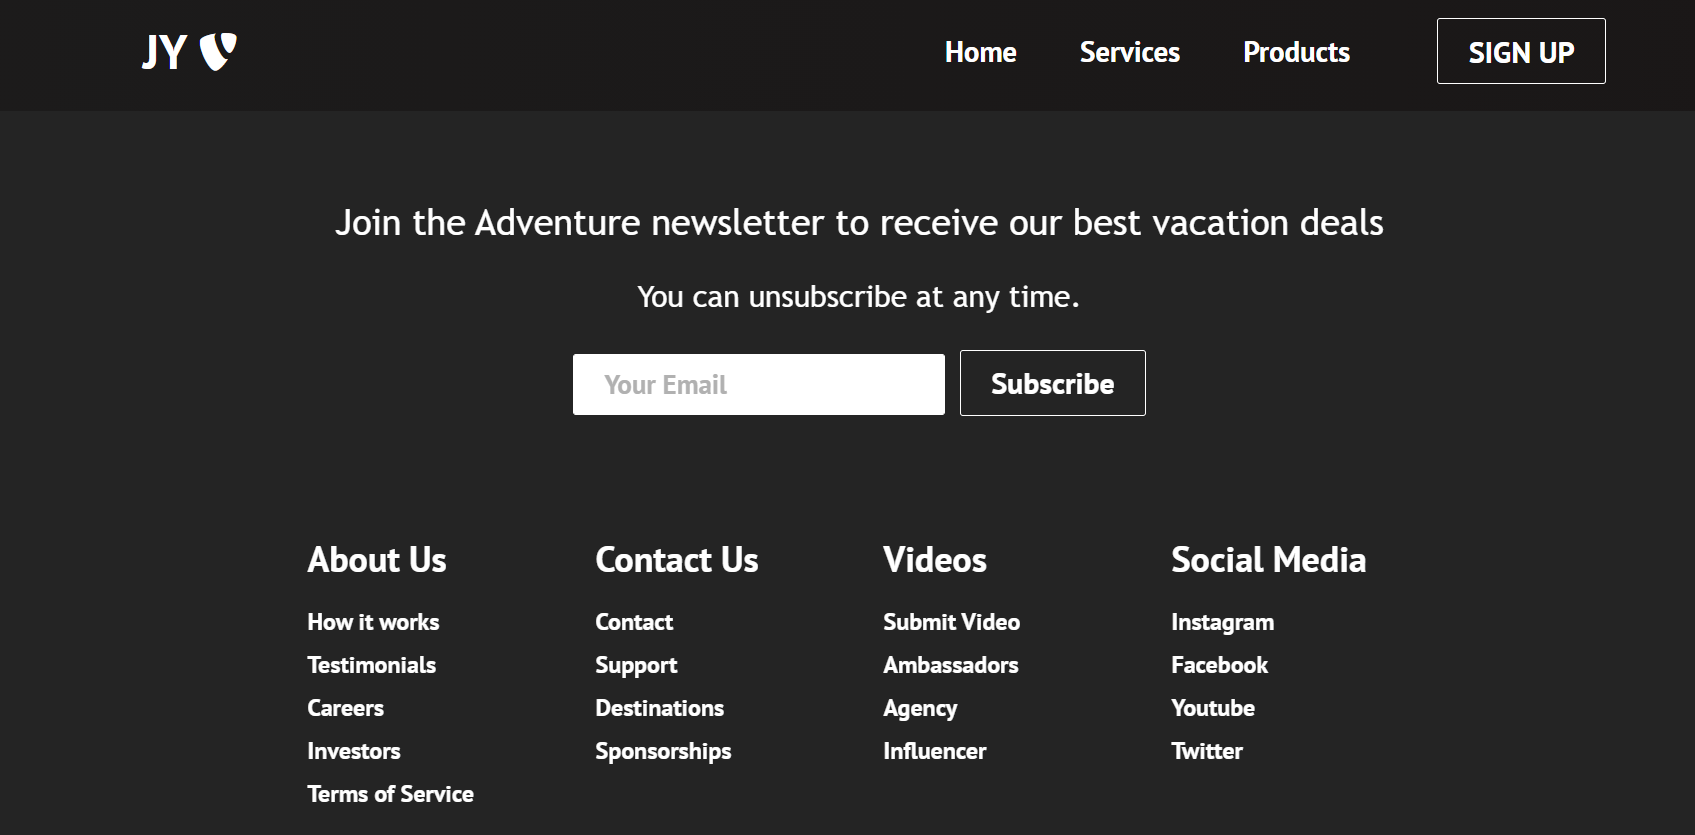 JY
Home Services Products SIGN UP
Join the Adventure newsletter to receive our best vacation deals
You can unsubscribe at any time.
Your Email Subscribe
About Us
How it works
Testimonials
Careers
Investors
Terms of Service
Contact Us
Contact
Support
Destinations
Sponsorships
Videos
Submit Video
Ambassadors
Agency
Influencer
Social Media
Instagram
Facebook
Youtube
Twitter